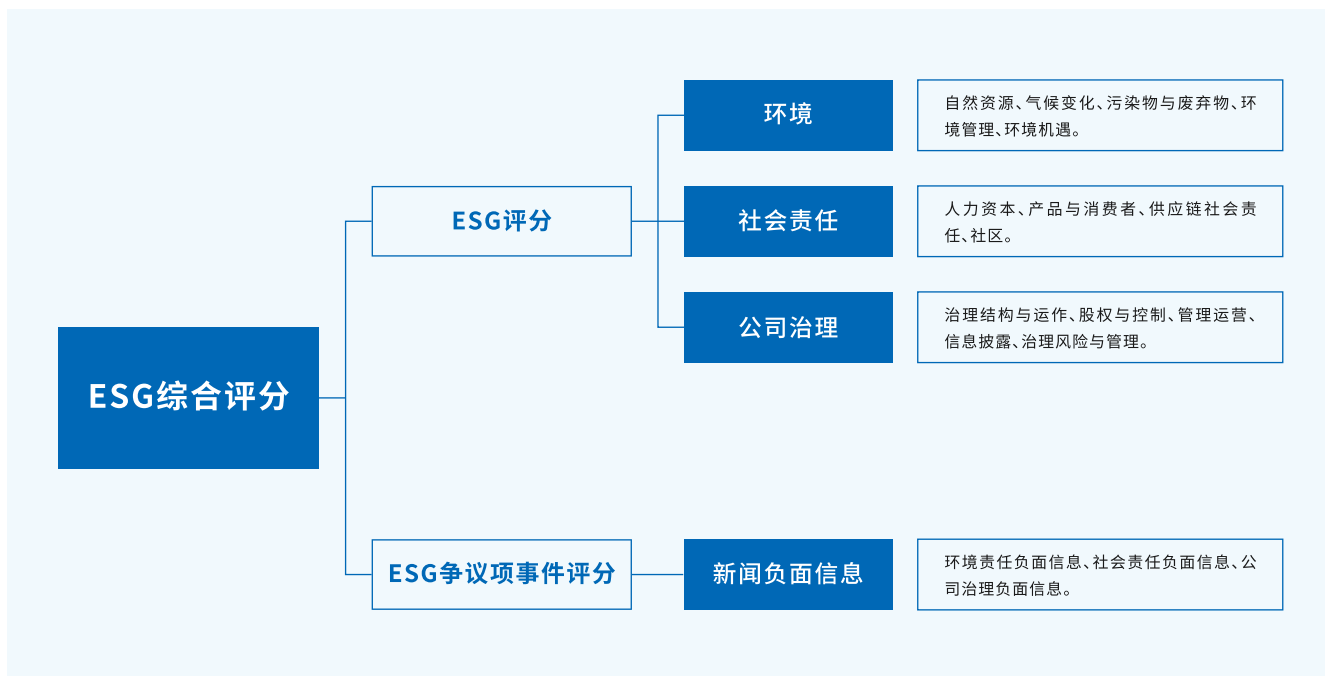 环境
自然资源、气候变化、污染物与废弃物、环
境管理、环境机遇。
ESG评分
社会责任
人力资本、产品与消费者、供应链社会责
任、社区。
公司治理
治理结构与运作、股权与控制、管理运营、
信息披露、治理风险与管理。
ESG综合评分
ESG争议项事件评分
新闻负面信息
环境责任负面信息、社会责任负面信息、公
司治理负面信息。